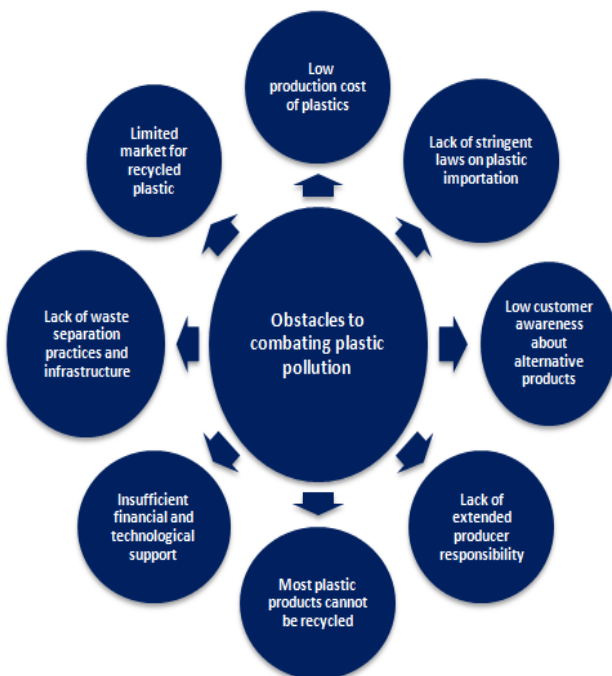 Low
production cost
of plastics
Lack of stringent
laws on plastic
importation
Low customer
awareness
about
alternative
products
Lack of
extended
producer
responsibility
Most plastic
products cannot
be recycled
Insufficient
financial and
technological
support
Lack of waste
separation
practices and
infrastructure
Limited
market for
recycled
plastic
Obstacles to
combating plastic
pollution